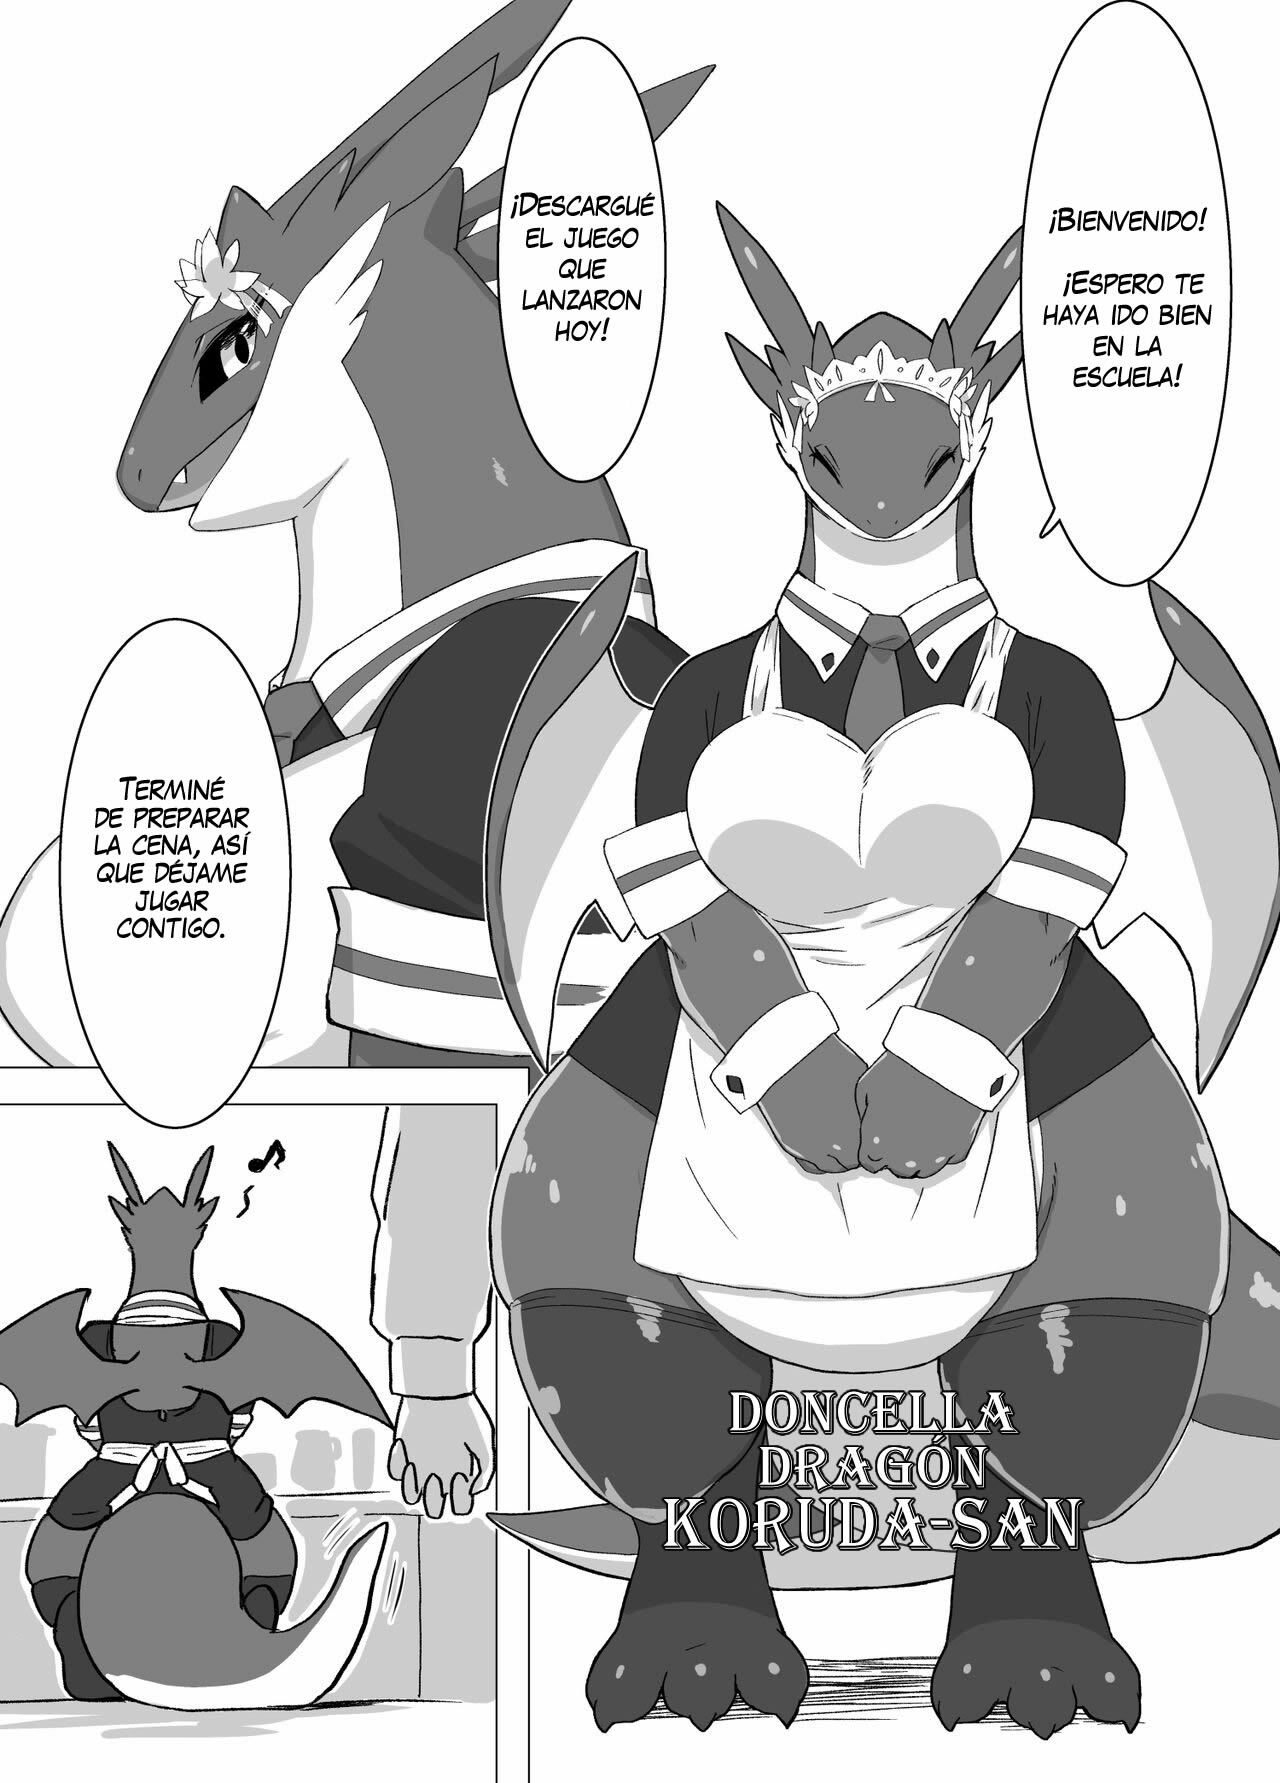 ¡Bienvenido!
¡Espero te
haya ido bien
en la
escuela!
¡Descargué
el juego
que
lanzaron
hoy!
Terminé
de preparar
la cena, así
que déjame
jugar
contigo.
DONCELLA
DRAGÓN
KORUDA-SAN